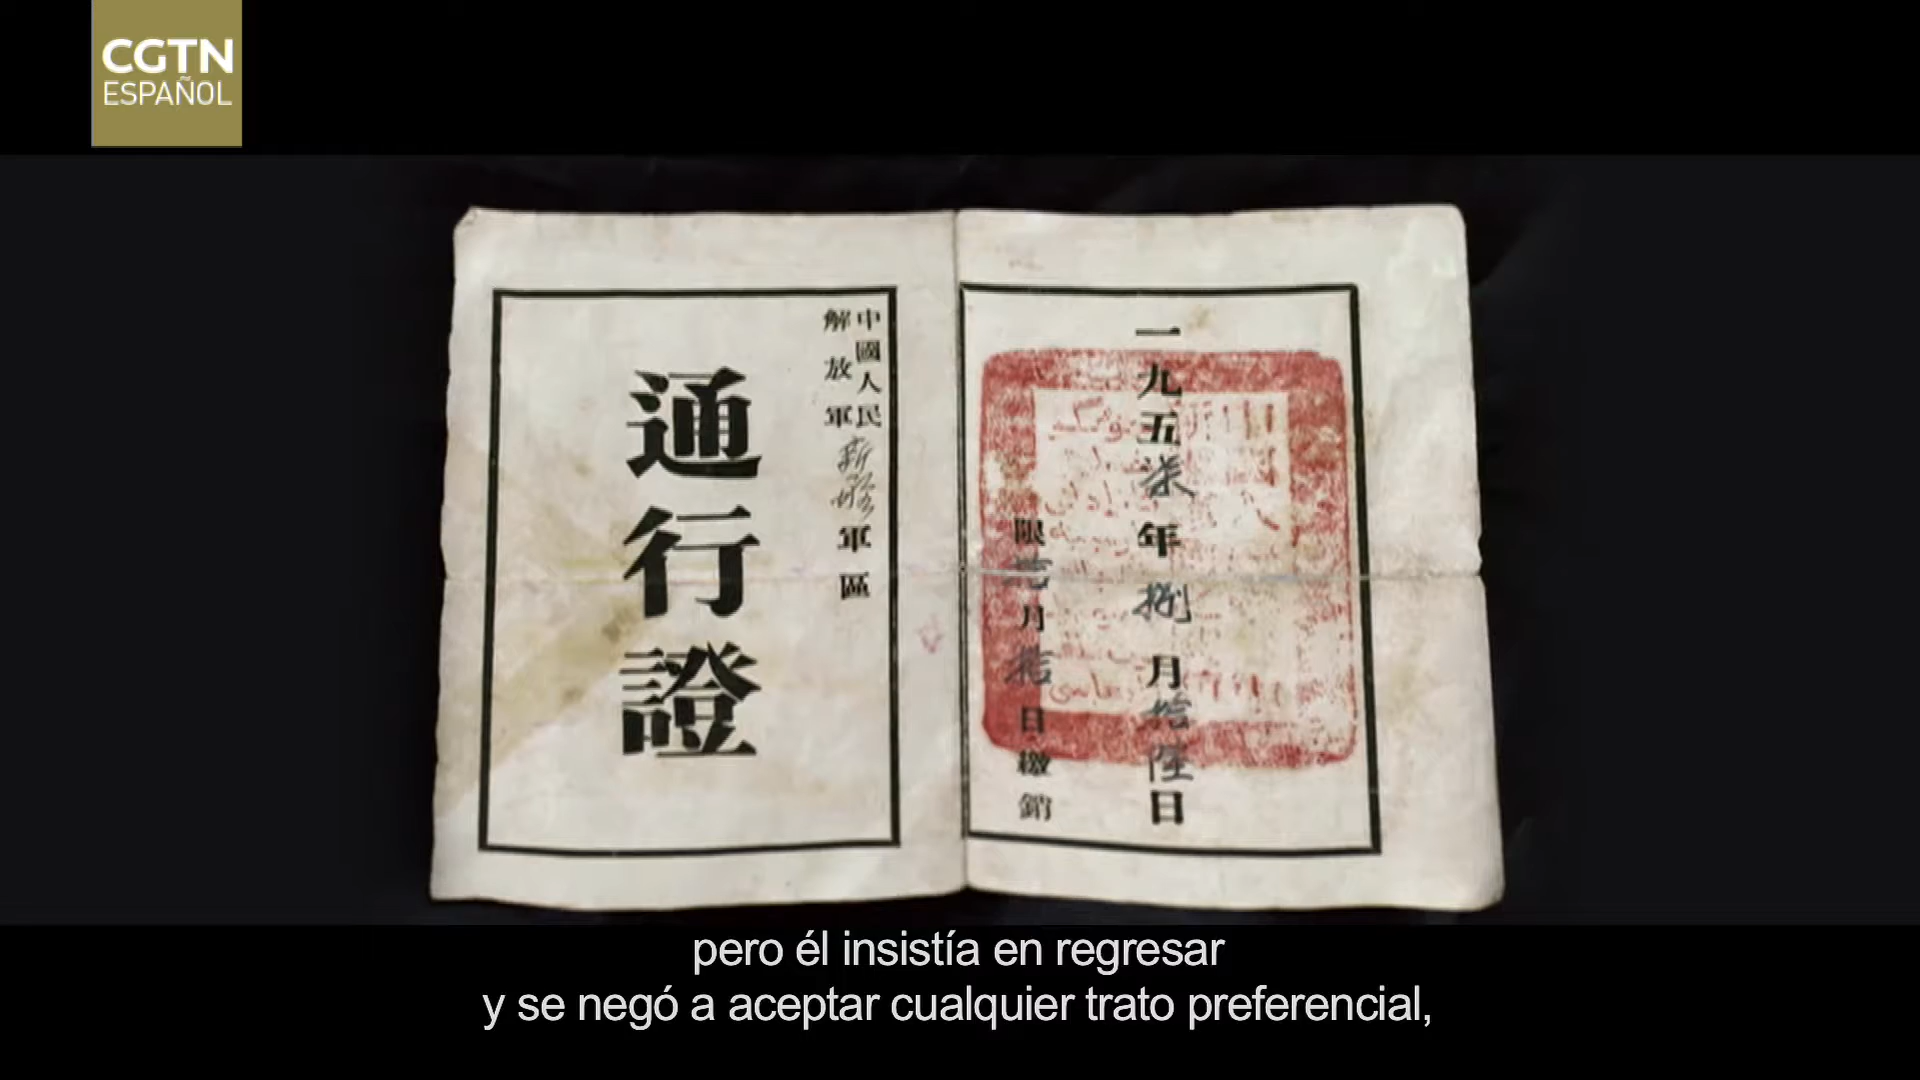 CGTN
ESPAÑOL
中國人民
解放軍新疆軍區
通行證
一九五柒年捌月拾陸日
限 月拾日繳銷
pero él insistía en regresar
y se negó a aceptar cualquier trato preferencial,